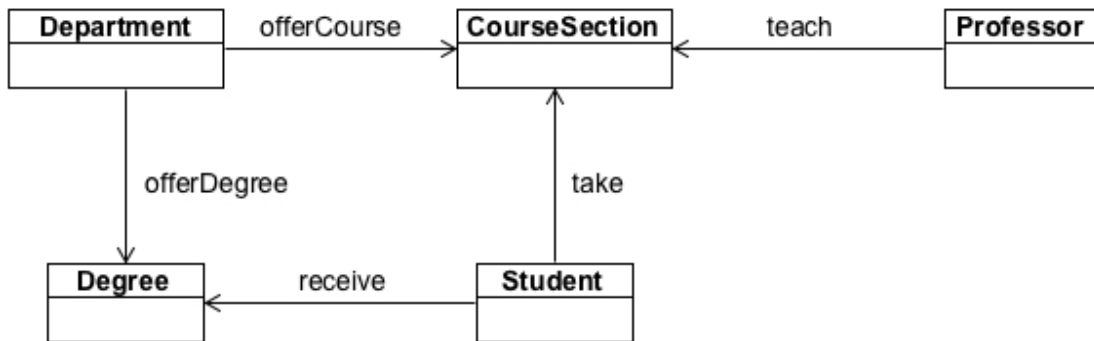 Department
offerCourse
CourseSection
teach
Professor
offerDegree
take
Degree
receive
Student